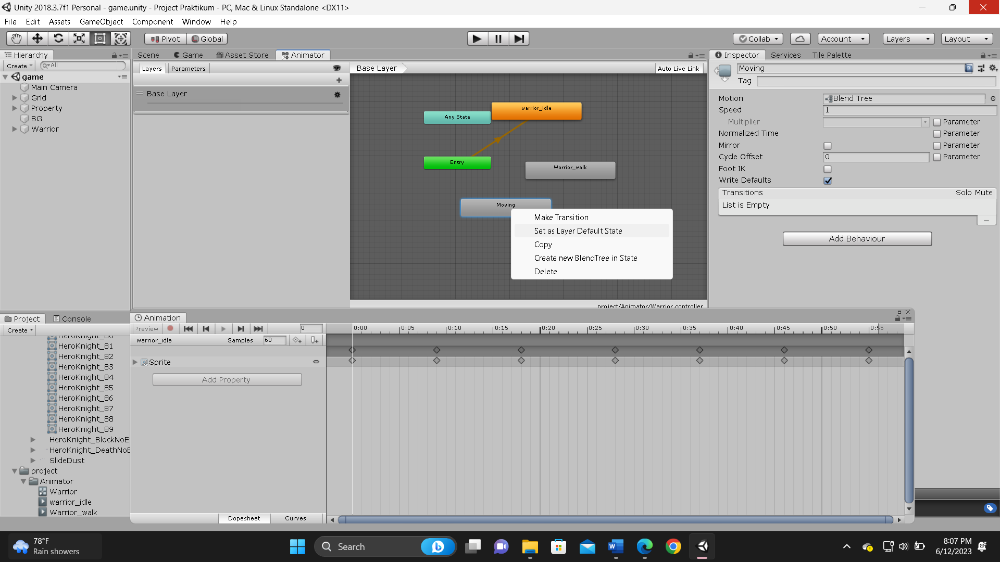 Unity 2018.3.7f1 Personal - game.unity - Project Praktikum - PC, Mac & Linux Standalone <DX11>
File Edit Assets GameObject Component Window Help
Pivot Global Collab Account Layers Layout
Hierarchy Scene Game Asset Store Animator Inspector Services Tile Palette
Create All Layers Parameters Base Layer Auto Live Link Moving
game
Tag
Main Camera
Grid
Property
BG
Warrior
Base Layer
Any State
warrior_idle
Entry
Warrior_walk
Moving
Make Transition
Set as Layer Default State
Copy
Create new BlendTree in State
Delete
project/Animator/Warrior.controller
Motion Blend Tree
Speed 1
Multiplier Parameter
Normalized Time Parameter
Mirror Parameter
Cycle Offset 0 Parameter
Foot IK
Write Defaults
Transitions Solo Mute
List is Empty
Add Behaviour
Project Console
Create
HeroKnight_81
HeroKnight_82
HeroKnight_83
HeroKnight_84
HeroKnight_85
HeroKnight_86
HeroKnight_87
HeroKnight_88
HeroKnight_89
HeroKnight_BlockNoE
HeroKnight_DeathNoE
SlideDust
project
Animator
Warrior
warrior_idle
Warrior_walk
Animation
Preview 0 0:00 0:05 0:10 0:15 0:20 0:25 0:30 0:35 0:40 0:45 0:50 0:55
warrior_idle Samples 60
Sprite
Add Property
Dopesheet Curves
78°F
Rain showers
Search
8:07 PM
6/12/2023